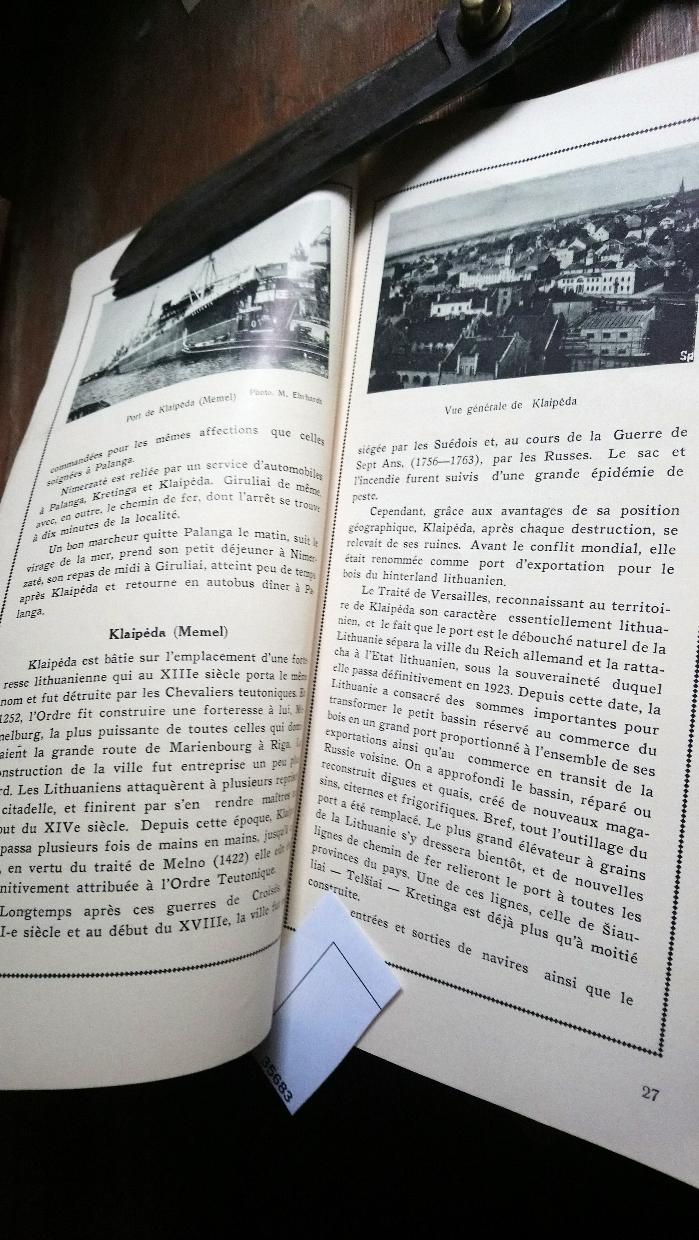 Port de Klaipėda (Memel) Photo. M. Ehrhardt
commandées pour les mêmes affections que celles
soignées à Palanga.
Nimerzaté est reliée par un service d'automobiles
à Palanga, Kretinga et Klaipéda. Giruliai de même
avec, en outre, le chemin de fer, dont l'arrêt se trouve
à dix minutes de la localité.
Un bon marcheur quitte Palanga le matin, suit le
virage de la mer, prend son petit déjeuner à Nimer-
zaté, son repas de midi à Giruliai, atteint peu de temps
après Klaipéda et retourne en autobus dîner à Pa-
langa.
Klaipėda (Memel)
Klaipéda est bâtie sur l'emplacement d'une forte
resse lithuanienne qui au XIIIe siècle porta le même
nom et fut détruite par les Chevaliers teutoniques. En
1252, l'Ordre fit construire une forteresse à lui,
melburg, la plus puissante de toutes celles qui
aient la grande route de Marienbourg à Riga.
onstruction de la ville fut entreprise un peu
rd. Les Lithuaniens attaquèrent à plusieurs
citadelle, et finirent par s'en rendre maîtres
ut du XIVe siècle. Depuis cette époque,
passa plusieurs fois de mains en mains,
, en vertu du traité de Melno (1422) elle
nitivement attribuée à l'Ordre Teutonique.
Longtemps après ces guerres de
I-e siècle et au début du XVIIIe, la ville
Vue générale de Klaipėda
siégée par les Suédois et, au cours de la Guerre de
Sept Ans, (1756—1763), par les Russes. Le sac et
l'incendie furent suivis d'une grande épidémie de
peste.
Cependant, grâce aux avantages de sa position
géographique, Klaipéda, après chaque destruction, se
relevait de ses ruines. Avant le conflit mondial, elle
était renommée comme port d'exportation pour le
bois du hinterland lithuanien.
Le Traité de Versailles, reconnaissant au territoi-
re de Klaipéda son caractère essentiellement lithua-
nien, et le fait que le port est le débouché naturel de la
Lithuanie sépara la ville du Reich allemand et la ratta-
cha à l'Etat lithuanien, sous la souveraineté duquel
elle passa définitivement en 1923. Depuis cette date, la
Lithuanie a consacré des sommes importantes pour
transformer le petit bassin réservé au commerce du
bois en un grand port proportionné à l'ensemble de ses
exportations ainsi qu'au commerce en transit de la
Russie voisine. On a approfondi le bassin, réparé ou
reconstruit digues et quais, créé de nouveaux maga-
sins, citernes et frigorifiques. Bref, tout l'outillage du
port a été remplacé. Le plus grand élévateur à grains
de la Lithuanie s'y dressera bientôt, et de nouvelles
lignes de chemin de fer relieront le port à toutes les
provinces du pays. Une de ces lignes, celle de Šiau-
liai — Telšiai — Kretinga est déjà plus qu'à moitié
construite.
entrées et sorties de navires ainsi que le
35683
27